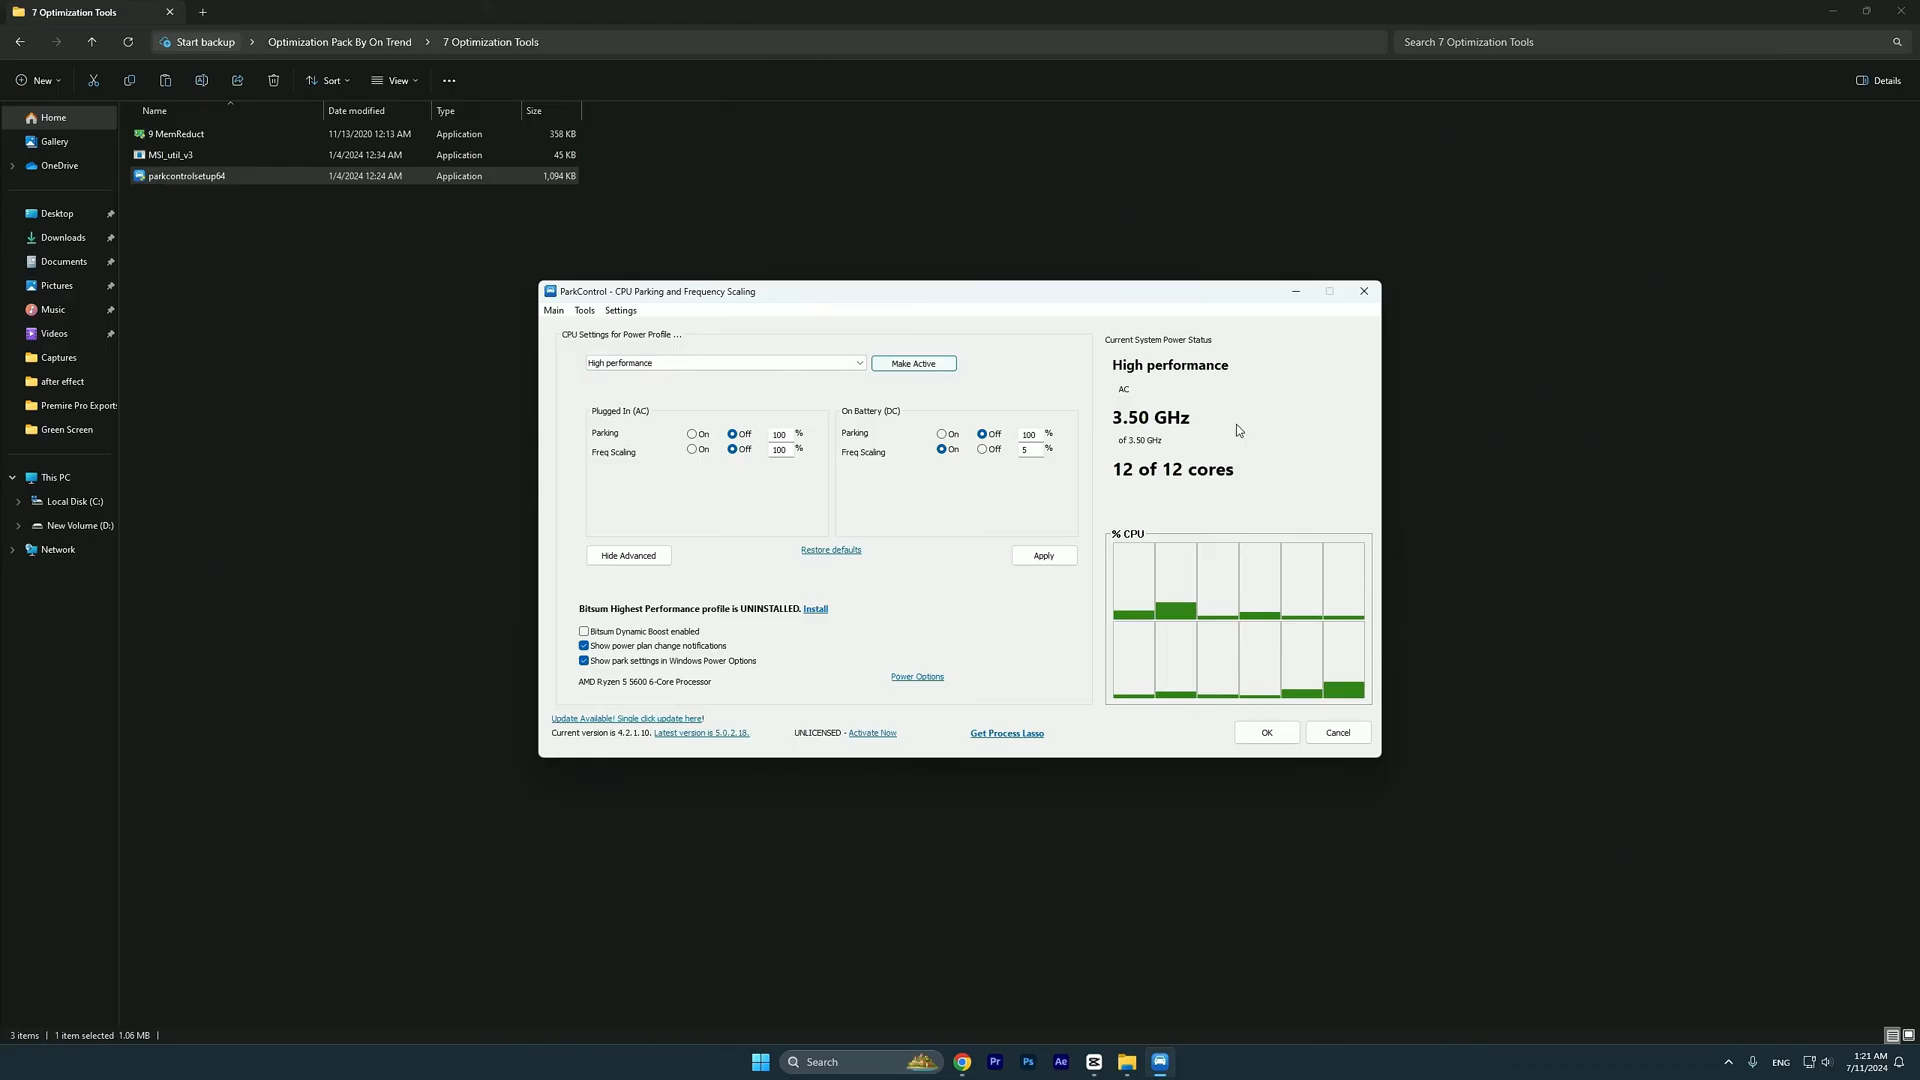 7 Optimization Tools
Start backup
Optimization Pack By On Trend
7 Optimization Tools
Search 7 Optimization Tools
New
Sort
View
Details
Name
Date modified
Type
Size
9 MemReduct
11/13/2020 12:13 AM
Application
358 KB
MSI_util_v3
1/4/2024 12:34 AM
Application
45 KB
parkcontrolsetup64
1/4/2024 12:24 AM
Application
1,094 KB
Home
Gallery
OneDrive
Desktop
Downloads
Documents
Pictures
Music
Videos
Captures
after effect
Premire Pro Exports
Green Screen
This PC
Local Disk (C:)
New Volume (D:)
Network
ParkControl - CPU Parking and Frequency Scaling
Main Tools Settings
CPU Settings for Power Profile ...
High performance
Make Active
Plugged In (AC)
Parking On Off 100 %
Freq Scaling On Off 100 %
On Battery (DC)
Parking On Off 100 %
Freq Scaling On Off 5 %
Hide Advanced
Restore defaults
Apply
Bitsum Highest Performance profile is UNINSTALLED. Install
Bitsum Dynamic Boost enabled
Show power plan change notifications
Show park settings in Windows Power Options
AMD Ryzen 5 5600 6-Core Processor
Power Options
Current System Power Status
High performance
AC
3.50 GHz
of 3.50 GHz
12 of 12 cores
% CPU
Update Available! Single click update here!
Current version is 4.2.1.10. Latest version is 5.0.2.18.
UNLICENSED - Activate Now
Get Process Lasso
OK
Cancel
3 items
1 item selected 1.06 MB
Search
Pr
Ps
Ae
ENG
1:21 AM
7/11/2024